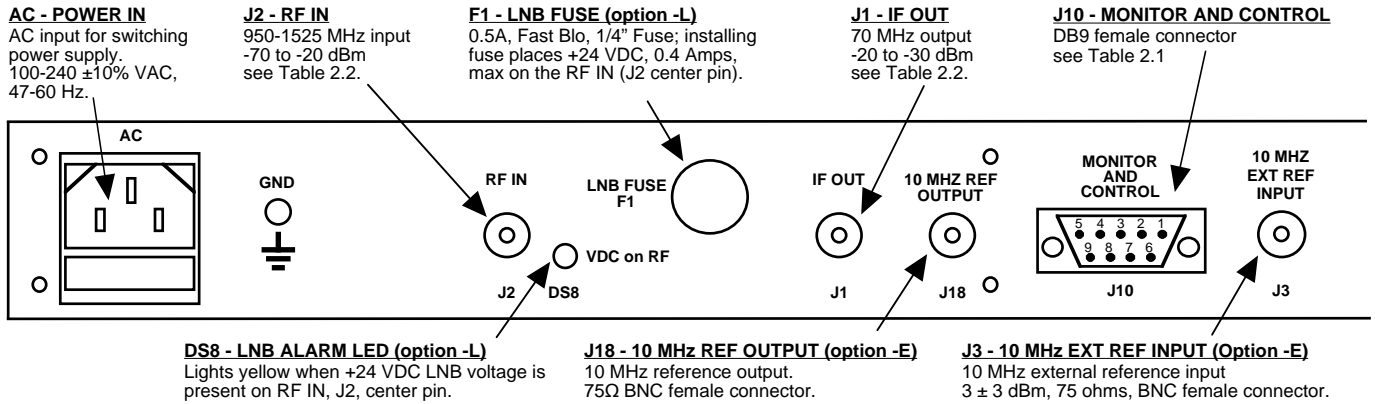 AC - POWER IN
AC input for switching
power supply.
100-240 ±10% VAC,
47-60 Hz.
J2 - RF IN
950-1525 MHz input
-70 to -20 dBm
see Table 2.2.
F1 - LNB FUSE (option -L)
0.5A, Fast Blo, 1/4” Fuse; installing
fuse places +24 VDC, 0.4 Amps,
max on the RF IN (J2 center pin).
J1 - IF OUT
70 MHz output
-20 to -30 dBm
see Table 2.2.
J10 - MONITOR AND CONTROL
DB9 female connector
see Table 2.1
AC
GND
RF IN
J2
DS8
VDC on RF
LNB FUSE
F1
IF OUT
J1
10 MHZ REF
OUTPUT
J18
MONITOR
AND
CONTROL
5 4 3 2 1
9 8 7 6
J10
10 MHZ
EXT REF
INPUT
J3
DS8 - LNB ALARM LED (option -L)
Lights yellow when +24 VDC LNB voltage is
present on RF IN, J2, center pin.
J18 - 10 MHz REF OUTPUT (option -E)
10 MHz reference output.
75Ω BNC female connector.
J3 - 10 MHz EXT REF INPUT (Option -E)
10 MHz external reference input
3 ± 3 dBm, 75 ohms, BNC female connector.